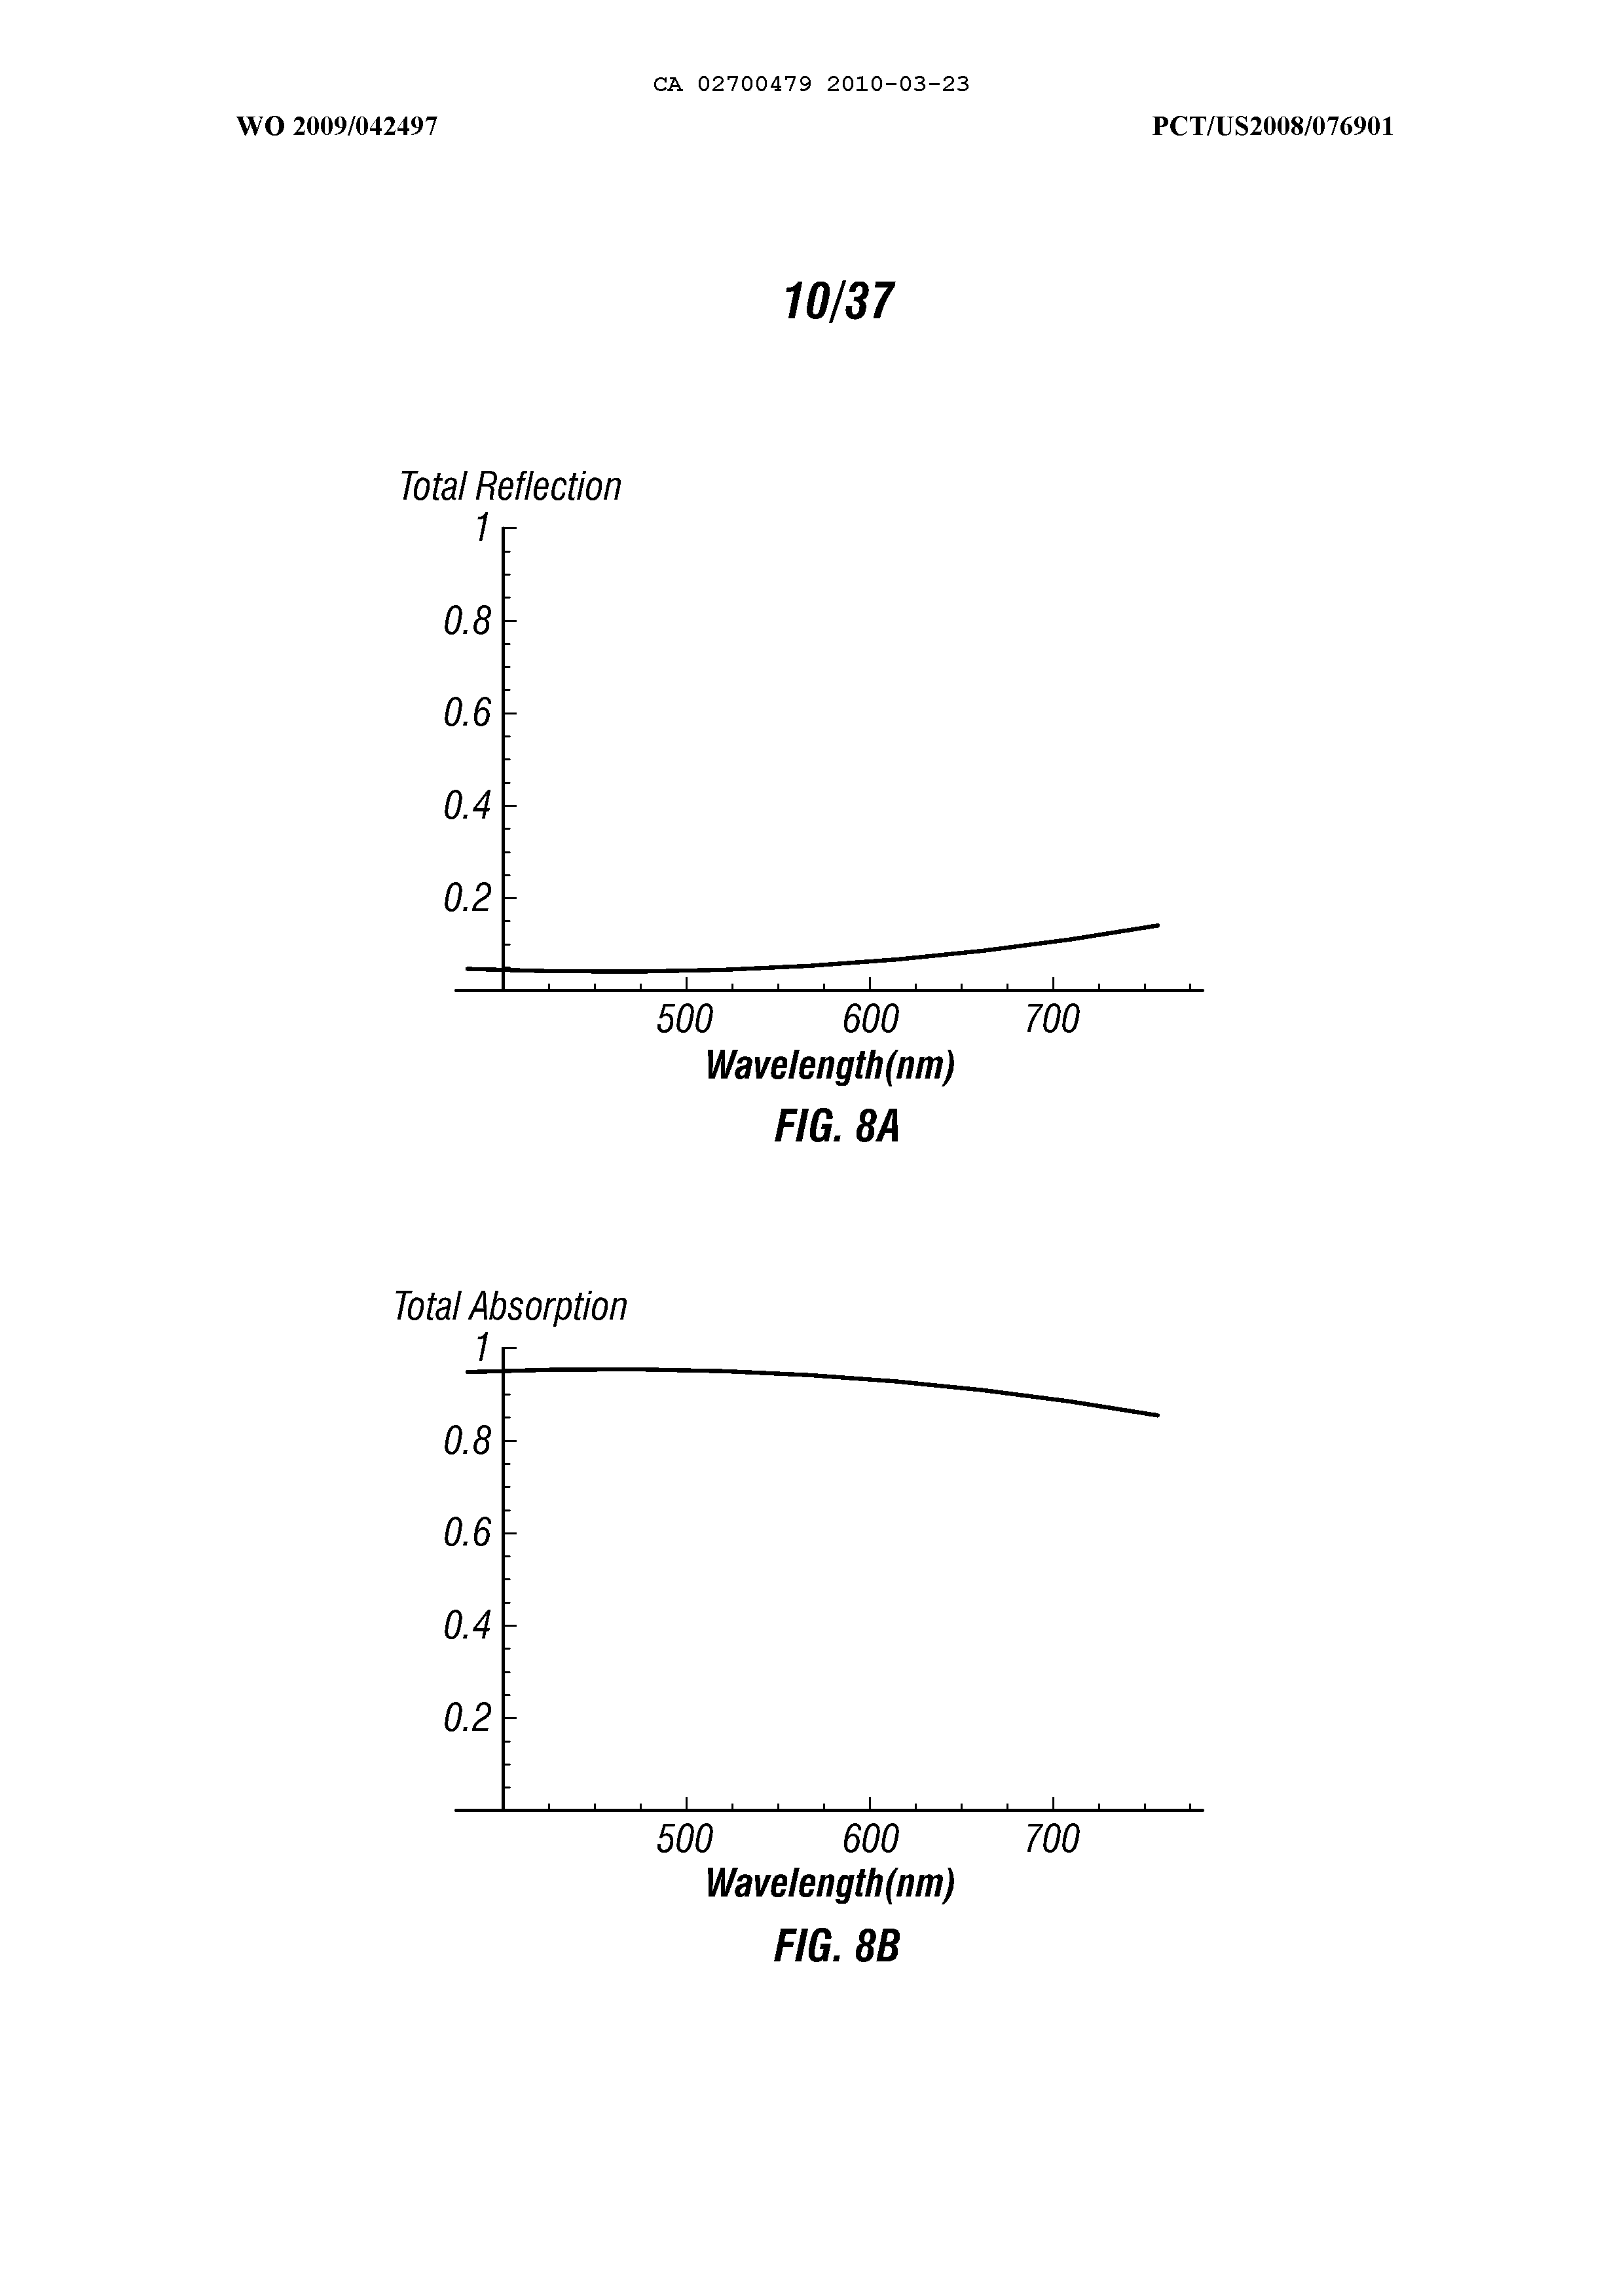 CA 02700479 2010-03-23
WO 2009/042497 PCT/US2008/076901
10/37
Total Reflection
1
0.8
0.6
0.4
0.2
500 600 700
Wavelength(nm)
FIG. 8A
Total Absorption
1
0.8
0.6
0.4
0.2
500 600 700
Wavelength(nm)
FIG. 8B